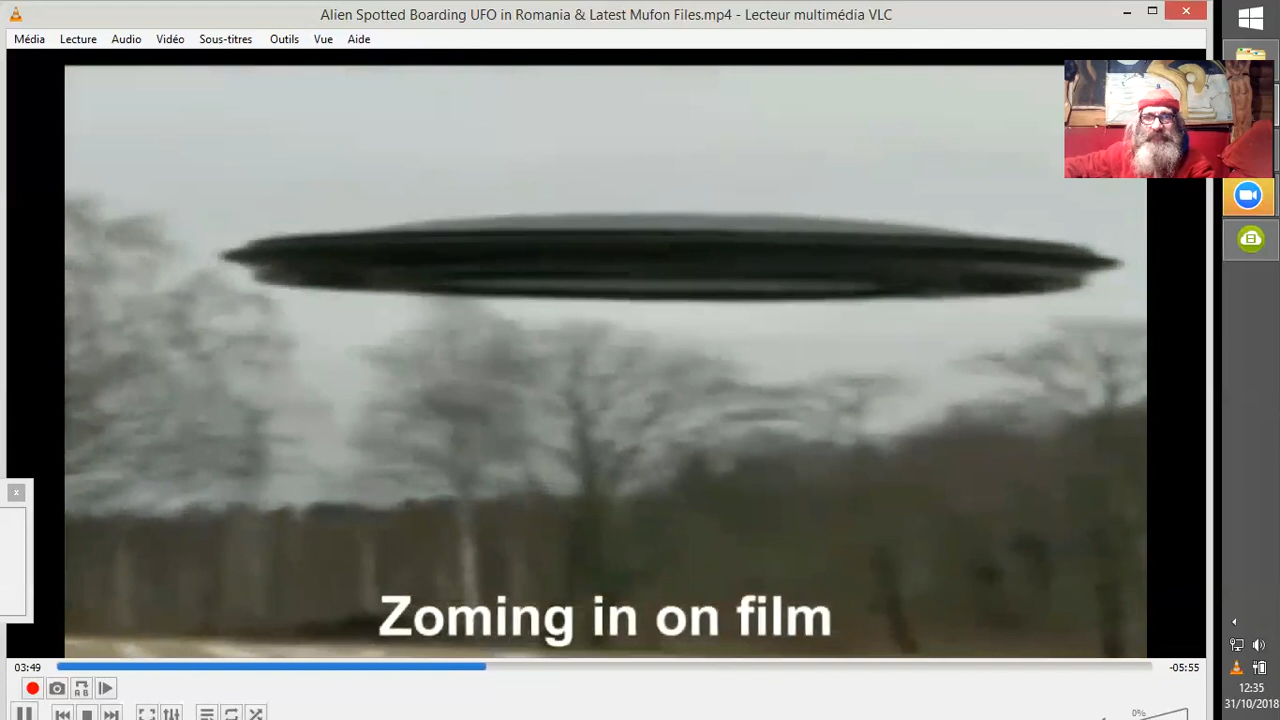 Alien Spotted Boarding UFO in Romania & Latest Mufon Files.mp4 - Lecteur multimédia VLC
Média Lecture Audio Vidéo Sous-titres Outils Vue Aide
Zoming in on film
03:49
-05:55
0%
12:35
31/10/2018